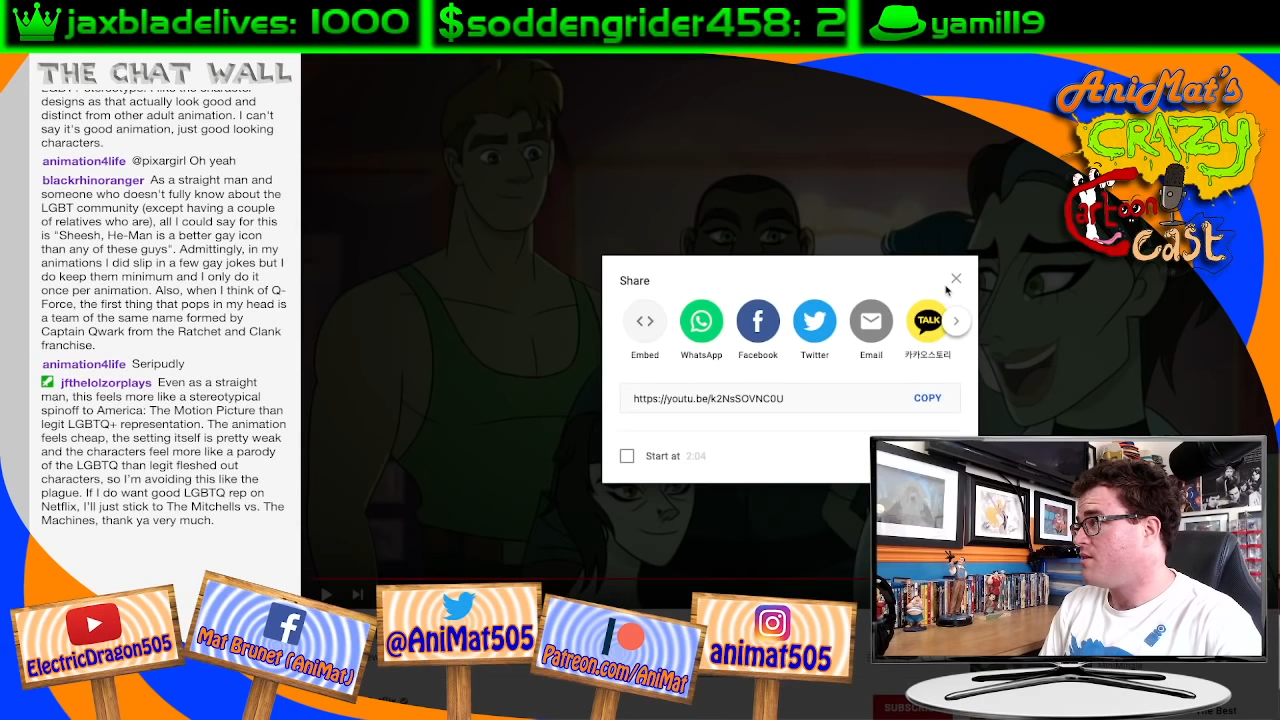 jaxbladelives: 1000
$soddengrider458: 2
yamill9
THE CHAT WALL
designs as that actually look good and
distinct from other adult animation. I can't
say it's good animation, just good looking
characters.
animation4life @pixargirl Oh yeah
blackrhinoranger As a straight man and
someone who doesn't fully know about the
LGBT community (except having a couple
of relatives who are), all I could say for this
is "Sheesh, He-Man is a better gay icon
than any of these guys". Admittingly, in my
animations I did slip in a few gay jokes but I
do keep them minimum and I only do it
once per animation. Also, when I think of Q-
Force, the first thing that pops in my head is
a team of the same name formed by
Captain Qwark from the Ratchet and Clank
franchise.
animation4life Seripudly
jfthelolzorplays Even as a straight
man, this feels more like a stereotypical
spinoff to America: The Motion Picture than
legit LGBTQ+ representation. The animation
feels cheap, the setting itself is pretty weak
and the characters feel more like a parody
of the LGBTQ than legit fleshed out
characters, so I'm avoiding this like the
plague. If I do want good LGBTQ rep on
Netflix, I'll just stick to The Mitchells vs. The
Machines, thank ya very much.
AniMat's
CRAZY
Cartoon
Cast
Share
TALK
Embed
WhatsApp
Facebook
Twitter
Email
카카오스토리
https://youtu.be/k2NsSOVNC0U
COPY
Start at 2:04
ElectricDragon505
Mat Brunet (AniMat)
@AniMat505
Patreon.com/AniMat
animat505
SUBSCRI
The Best